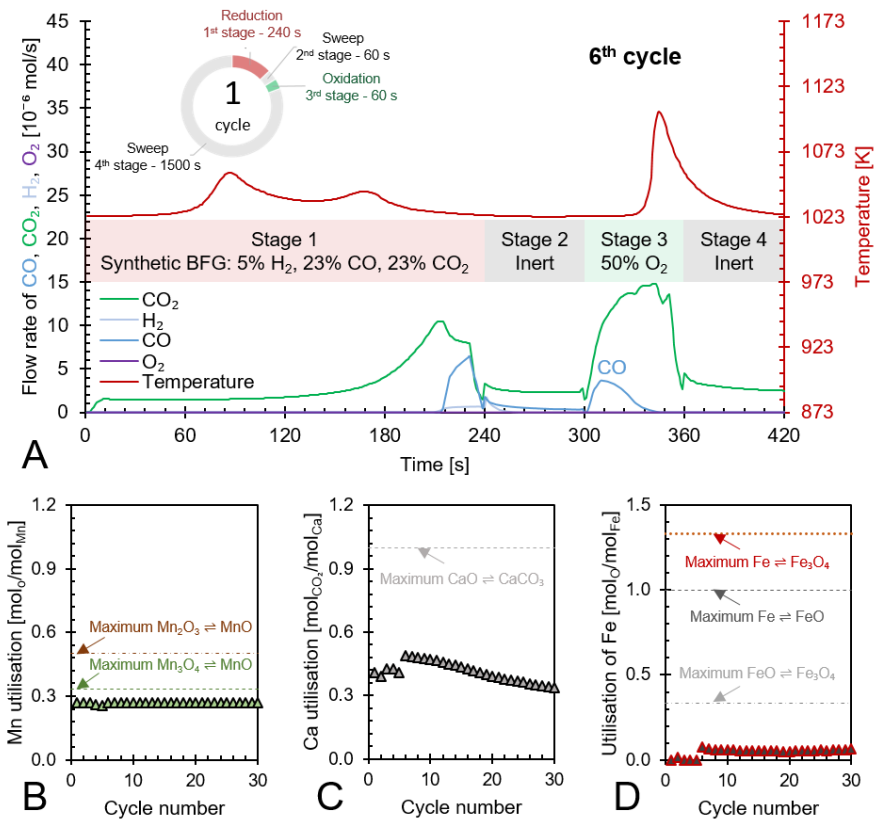 Reduction
1st stage - 240 s
Sweep
2nd stage - 60 s
Oxidation
3rd stage - 60 s
1
cycle
Sweep
4th stage - 1500 s
6th cycle
45
40
35
30
25
20
15
10
5
0
Flow rate of CO, CO2, H2, O2 [10⁻⁶ mol/s]
1173
1123
1073
1023
973
923
873
Temperature [K]
Stage 1
Synthetic BFG: 5% H2, 23% CO, 23% CO2
Stage 2
Inert
Stage 3
50% O2
Stage 4
Inert
CO2
H2
CO
O2
Temperature
CO
0 60 120 180 240 300 360 420
Time [s]
A
Mn utilisation [molo/molMn]
1.2
0.9
0.6
0.3
0.0
Maximum Mn2O3 ⇌ MnO
Maximum Mn3O4 ⇌ MnO
0 10 20 30
Cycle number
B
Ca utilisation [molCO2/molCa]
1.2
0.9
0.6
0.3
0.0
Maximum CaO ⇌ CaCO3
0 10 20 30
Cycle number
C
Utilisation of Fe [molO/molFe]
1.5
1.0
0.5
0.0
Maximum Fe ⇌ Fe3O4
Maximum Fe ⇌ FeO
Maximum FeO ⇌ Fe3O4
0 10 20 30
Cycle number
D